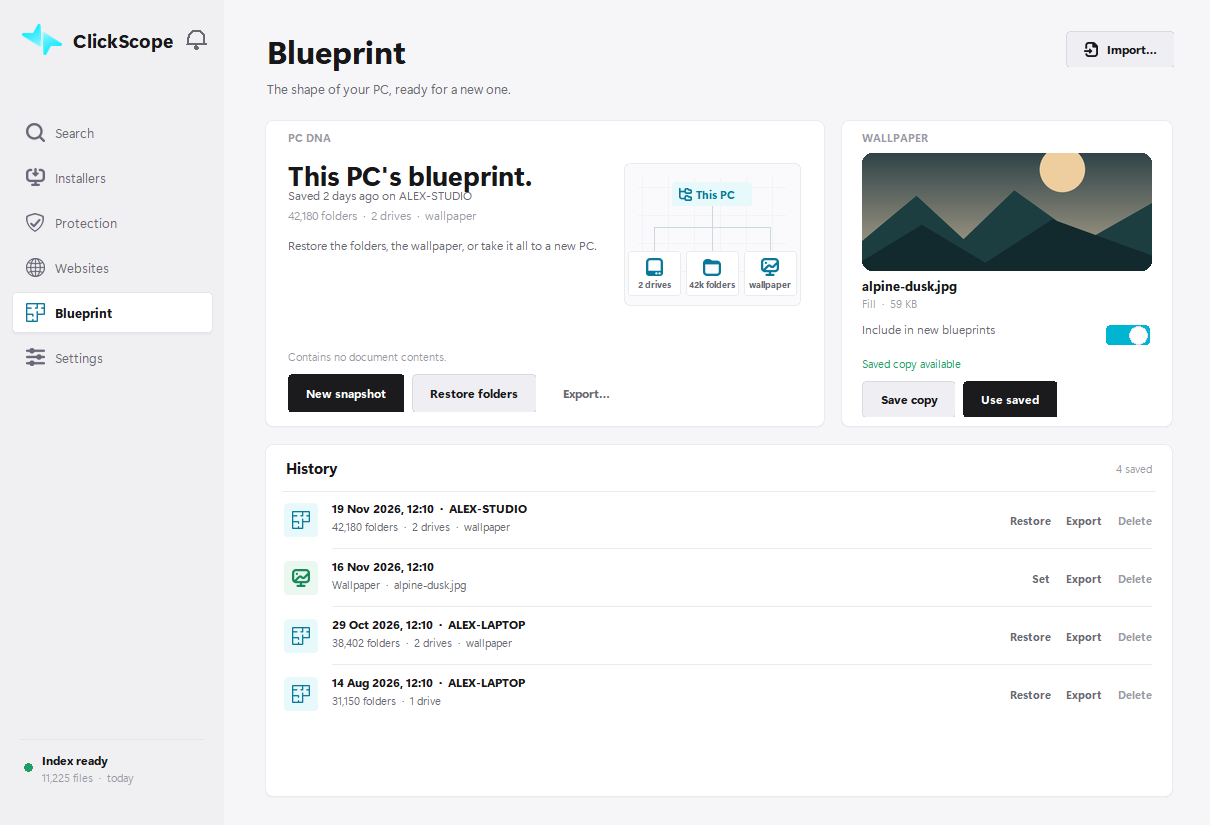 ClickScope
Search
Installers
Protection
Websites
Blueprint
Settings
Index ready
11,225 files · today
Blueprint
The shape of your PC, ready for a new one.
Import...
PC DNA
This PC's blueprint.
Saved 2 days ago on ALEX-STUDIO
42,180 folders · 2 drives · wallpaper
Restore the folders, the wallpaper, or take it all to a new PC.
This PC
2 drives
42k folders
wallpaper
Contains no document contents.
New snapshot
Restore folders
Export...
WALLPAPER
alpine-dusk.jpg
Fill · 59 KB
Include in new blueprints
Saved copy available
Save copy
Use saved
History
4 saved
19 Nov 2026, 12:10 · ALEX-STUDIO
42,180 folders · 2 drives · wallpaper
Restore Export Delete
16 Nov 2026, 12:10
Wallpaper · alpine-dusk.jpg
Set Export Delete
29 Oct 2026, 12:10 · ALEX-LAPTOP
38,402 folders · 2 drives · wallpaper
Restore Export Delete
14 Aug 2026, 12:10 · ALEX-LAPTOP
31,150 folders · 1 drive
Restore Export Delete